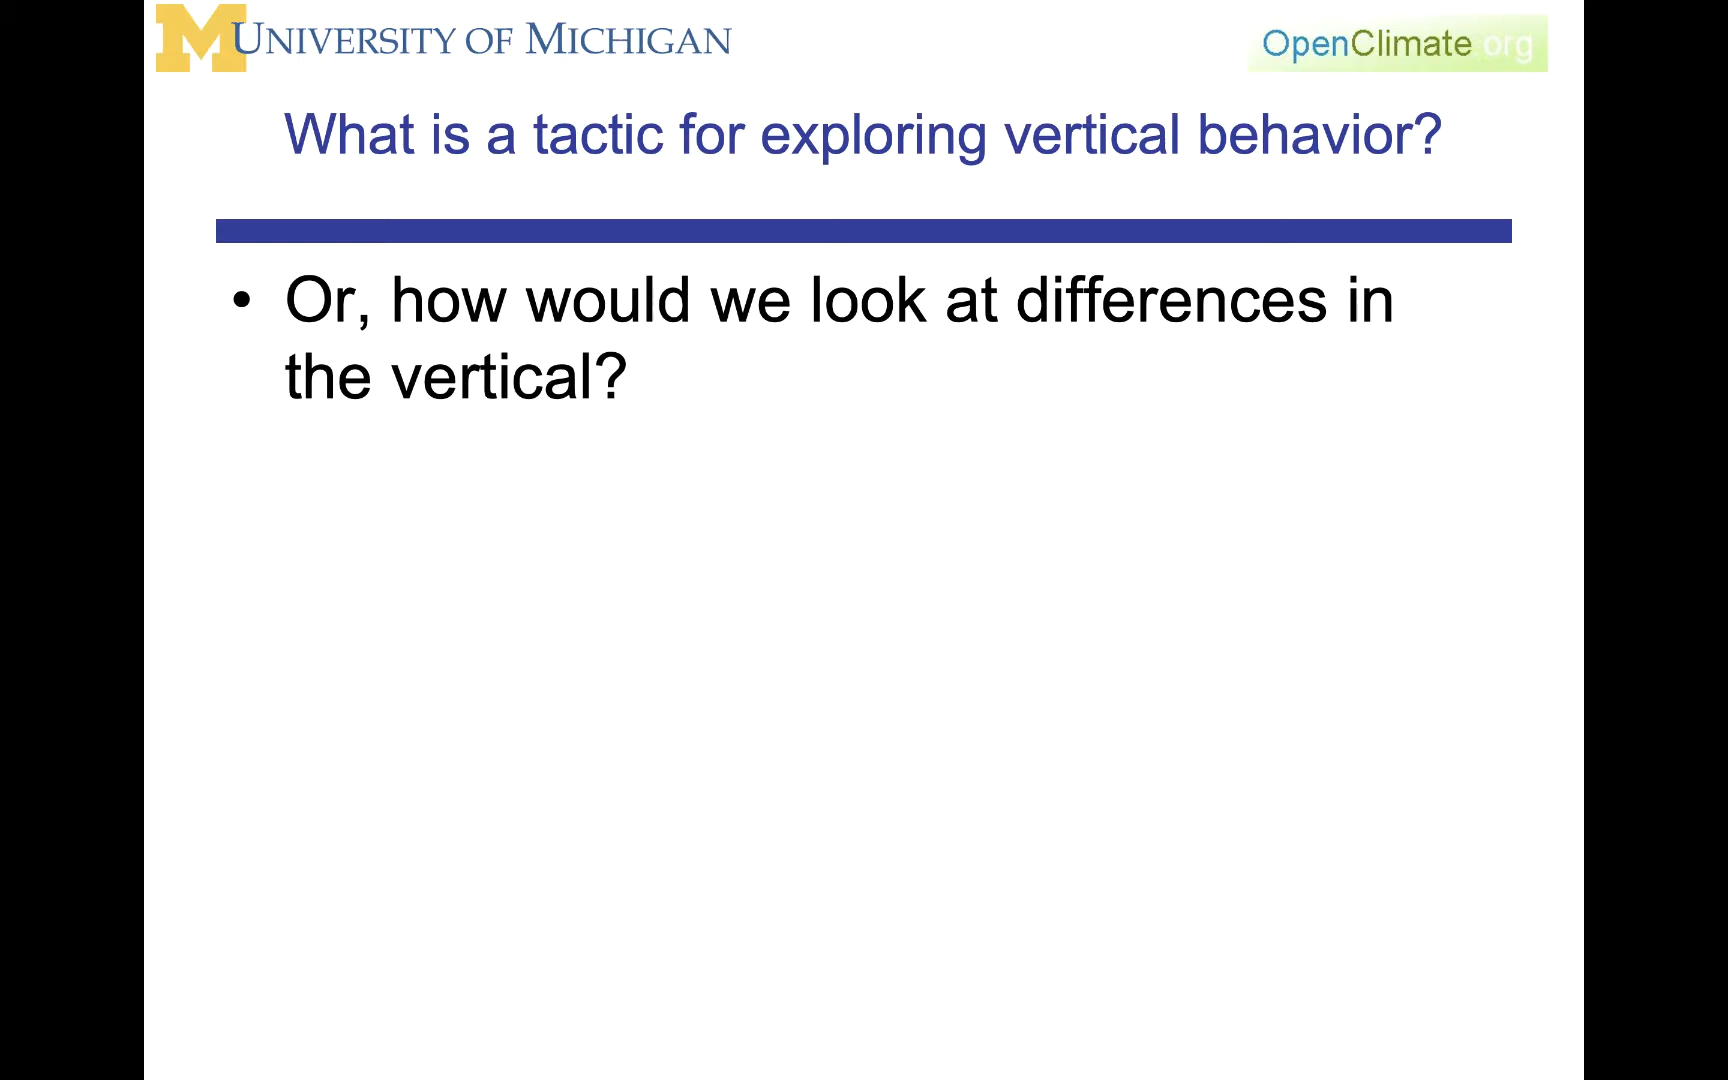 UNIVERSITY OF MICHIGAN
OpenClimate.org
What is a tactic for exploring vertical behavior?
• Or, how would we look at differences in
the vertical?